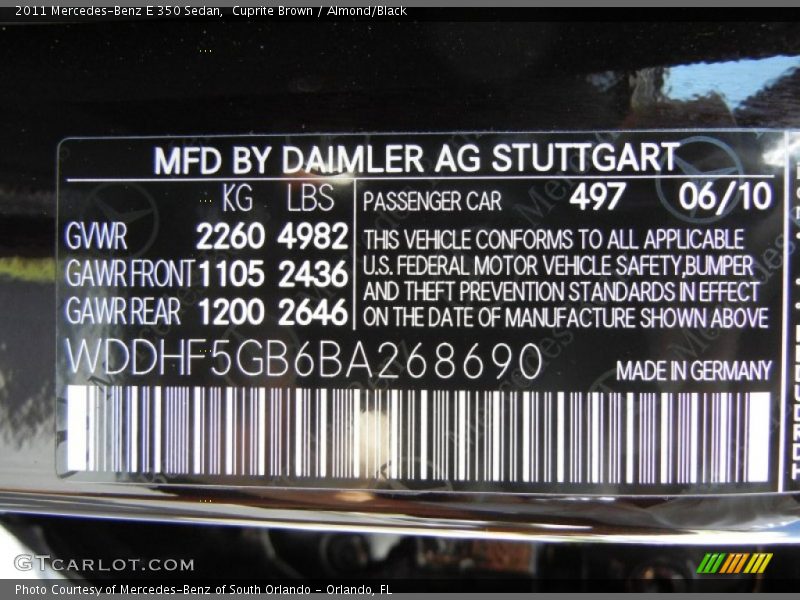 2011 Mercedes-Benz E 350 Sedan,  Cuprite Brown / Almond/Black
MFD BY DAIMLER AG STUTTGART
KG LBS
GVWR 2260 4982
GAWR FRONT 1105 2436
GAWR REAR 1200 2646
PASSENGER CAR 497 06/10
THIS VEHICLE CONFORMS TO ALL APPLICABLE
U.S. FEDERAL MOTOR VEHICLE SAFETY,BUMPER
AND THEFT PREVENTION STANDARDS IN EFFECT
ON THE DATE OF MANUFACTURE SHOWN ABOVE
WDDHF5GB6BA268690
MADE IN GERMANY
GTCARLOT.COM
Photo Courtesy of Mercedes-Benz of South Orlando - Orlando, FL